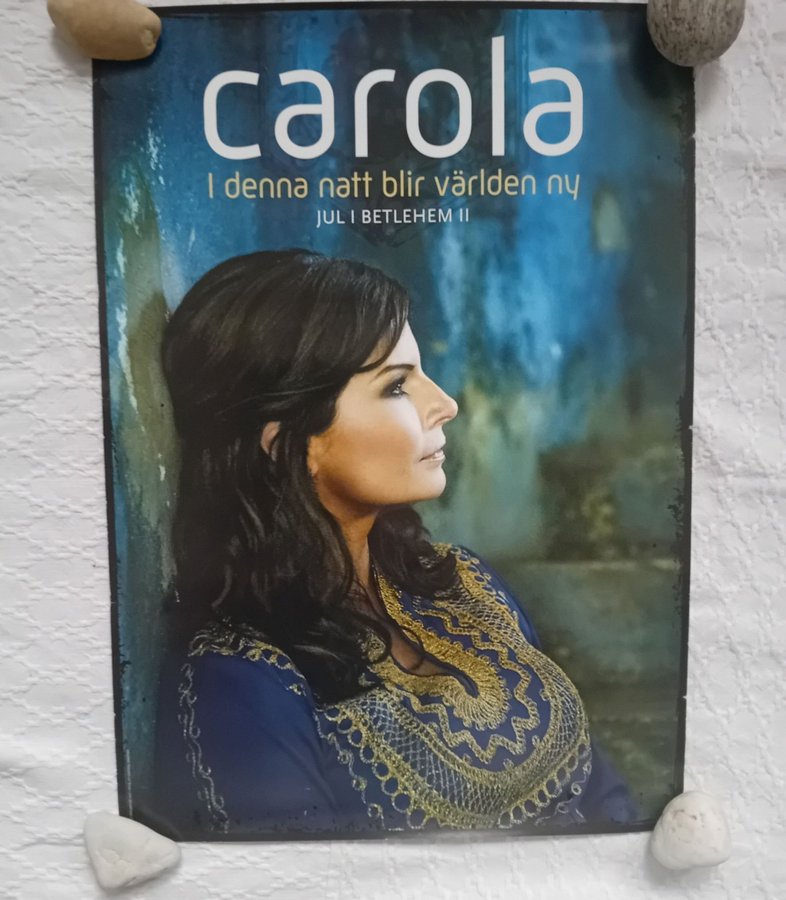 carola
I denna natt blir världen ny
JUL I BETLEHEM II